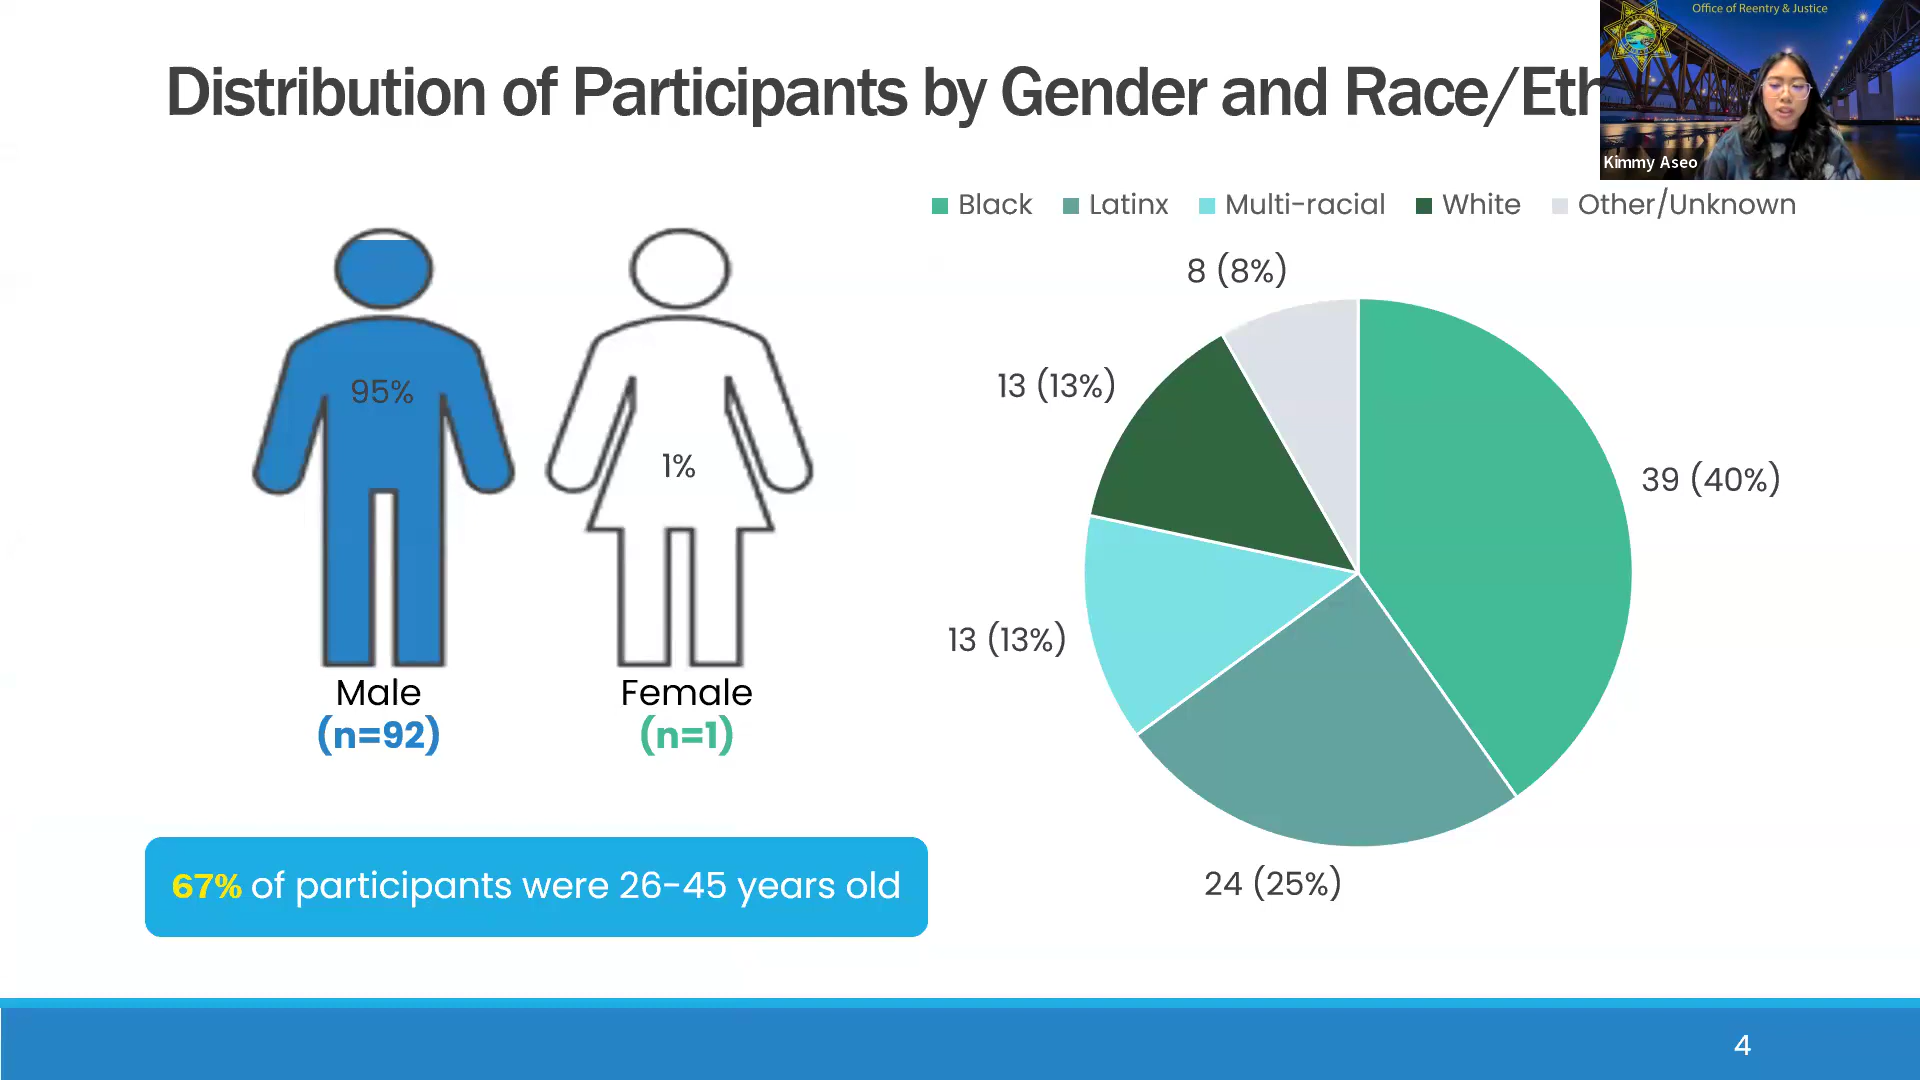 Office of Reentry & Justice
Distribution of Participants by Gender and Race/Eth
Kimmy Aseo
Black Latinx Multi-racial White Other/Unknown
95%
1%
Male
(n=92)
Female
(n=1)
8 (8%)
13 (13%)
39 (40%)
13 (13%)
24 (25%)
67% of participants were 26-45 years old
4